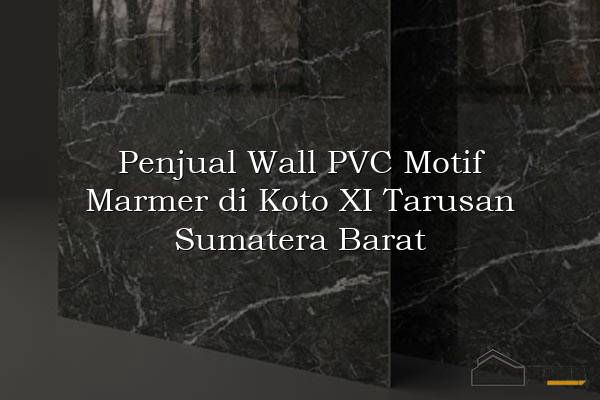 Penjual Wall PVC Motif
Marmer di Koto XI Tarusan
Sumatera Barat